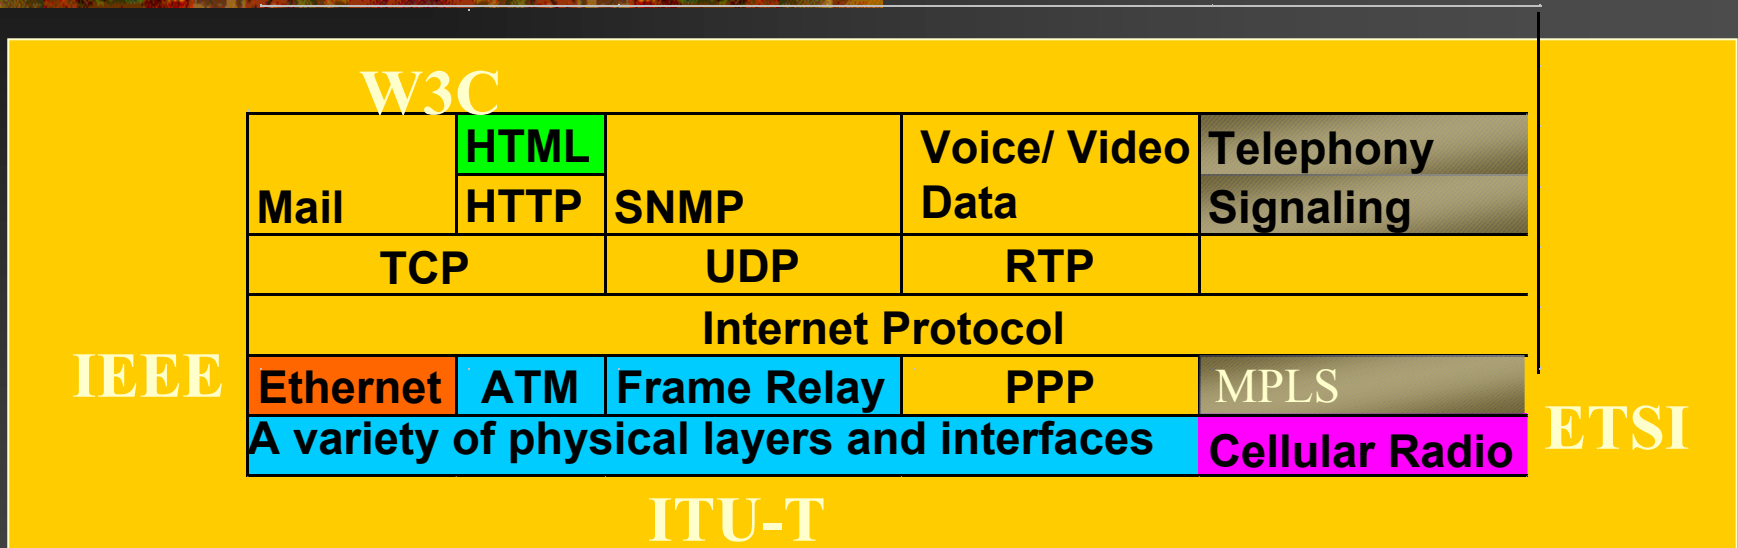 W3C
HTML
Voice/ Video
Telephony
Mail
HTTP
SNMP
Data
Signaling
TCP
UDP
RTP
Internet Protocol
IEEE
Ethernet
ATM
Frame Relay
PPP
MPLS
ETSI
A variety of physical layers and interfaces
Cellular Radio
ITU-T